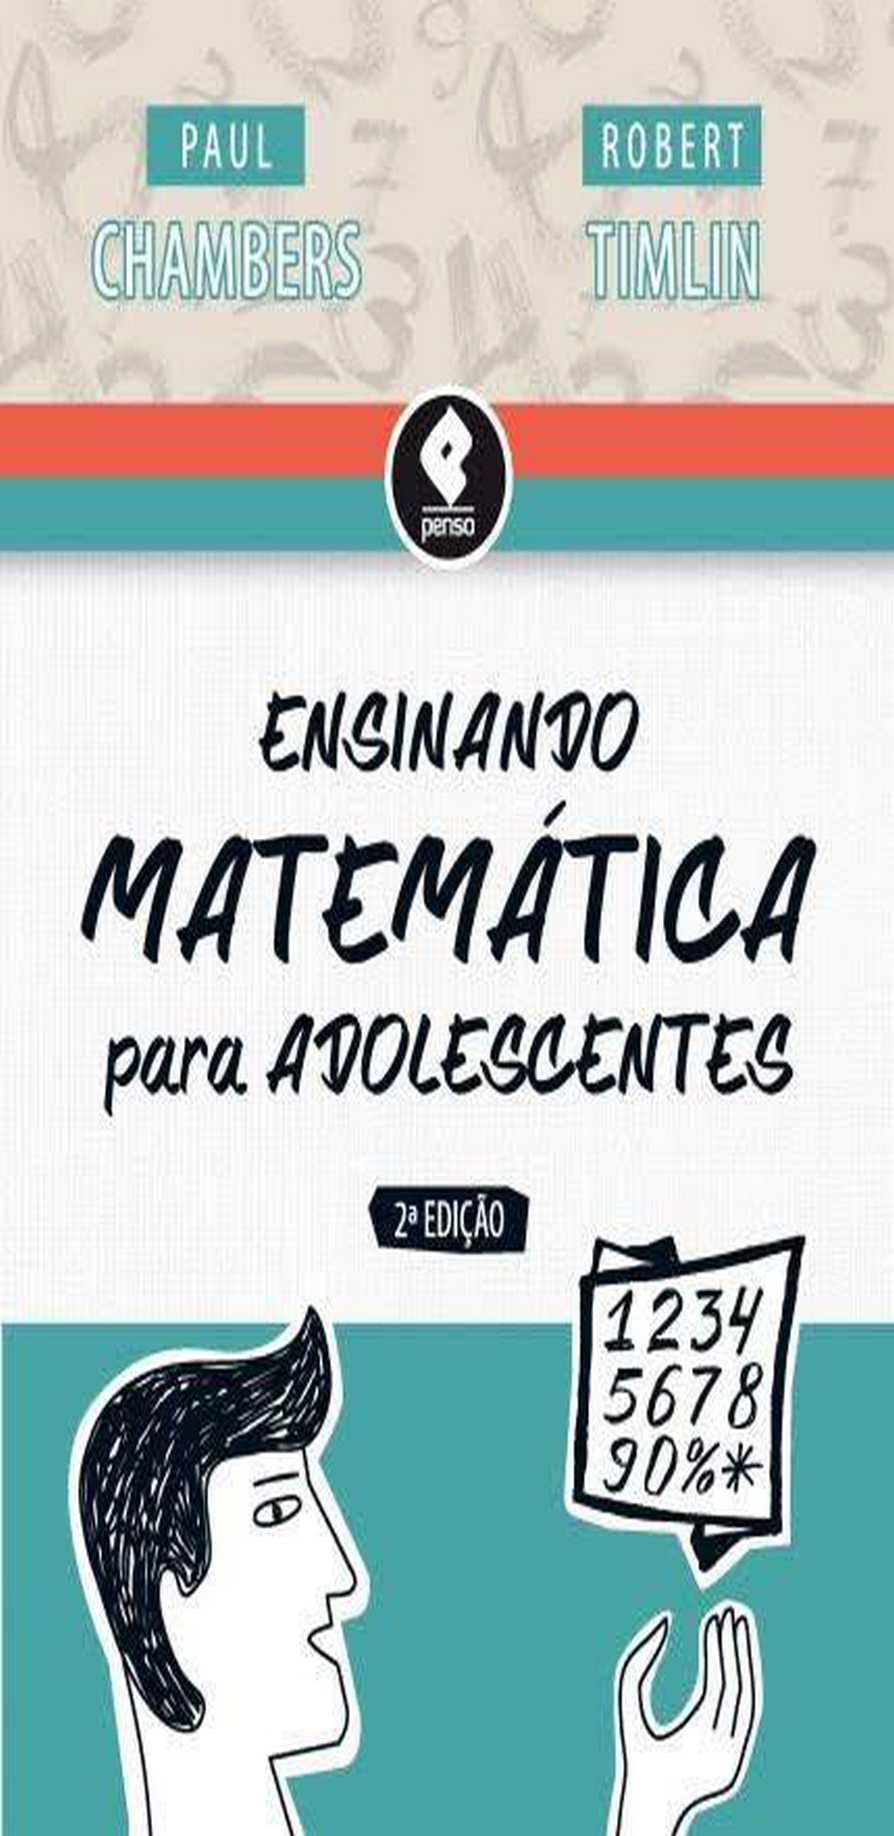 PAUL
CHAMBERS
ROBERT
TIMLIN
penso
ENSINANDO
MATEMÁTICA
para ADOLESCENTES
2ª EDIÇÃO
1234
5678
90%*